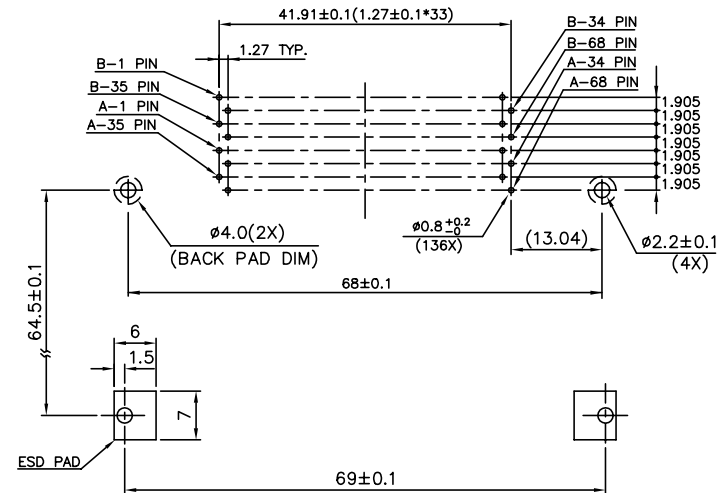 41.91±0.1(1.27±0.1*33)
1.27 TYP.
B-34 PIN
B-68 PIN
A-34 PIN
A-68 PIN
B-1 PIN
B-35 PIN
A-1 PIN
A-35 PIN
1.905
1.905
1.905
1.905
1.905
1.905
1.905
ø4.0(2X)
(BACK PAD DIM)
ø0.8 +0.2 -0
(136X)
(13.04)
ø2.2±0.1
(4X)
68±0.1
64.5±0.1
6
1.5
7
ESD PAD
69±0.1